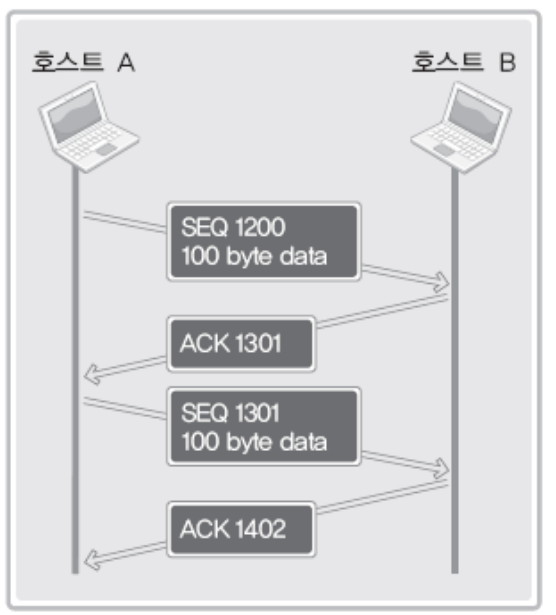 호스트 A
호스트 B
SEQ 1200
100 byte data
ACK 1301
SEQ 1301
100 byte data
ACK 1402